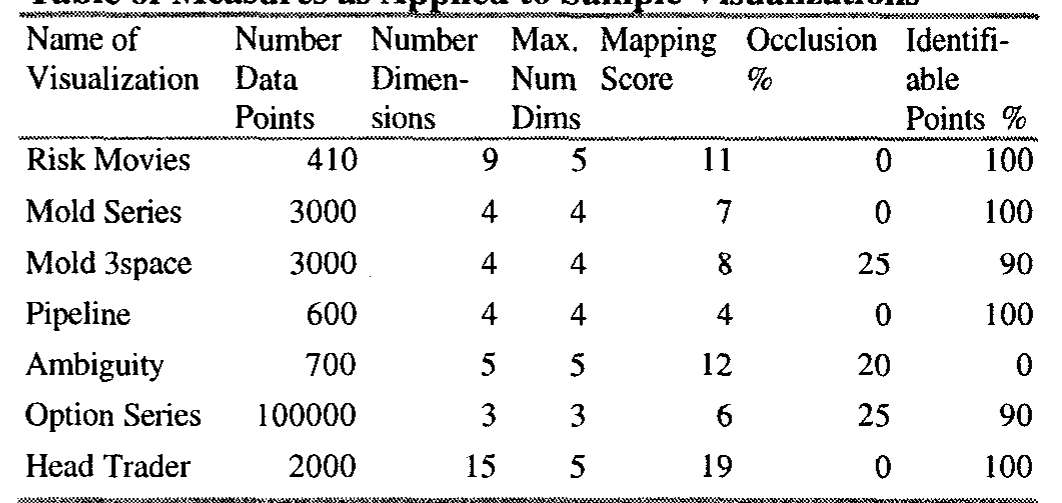 Table of Measures as Applied to Sample Visualizations
Name of Number Number Max. Mapping Occlusion Identifi-
Visualization Data Dimen- Num Score % able
Points sions Dims Points %
Risk Movies 410 9 5 11 0 100
Mold Series 3000 4 4 7 0 100
Mold 3space 3000 4 4 8 25 90
Pipeline 600 4 4 4 0 100
Ambiguity 700 5 5 12 20 0
Option Series 100000 3 3 6 25 90
Head Trader 2000 15 5 19 0 100